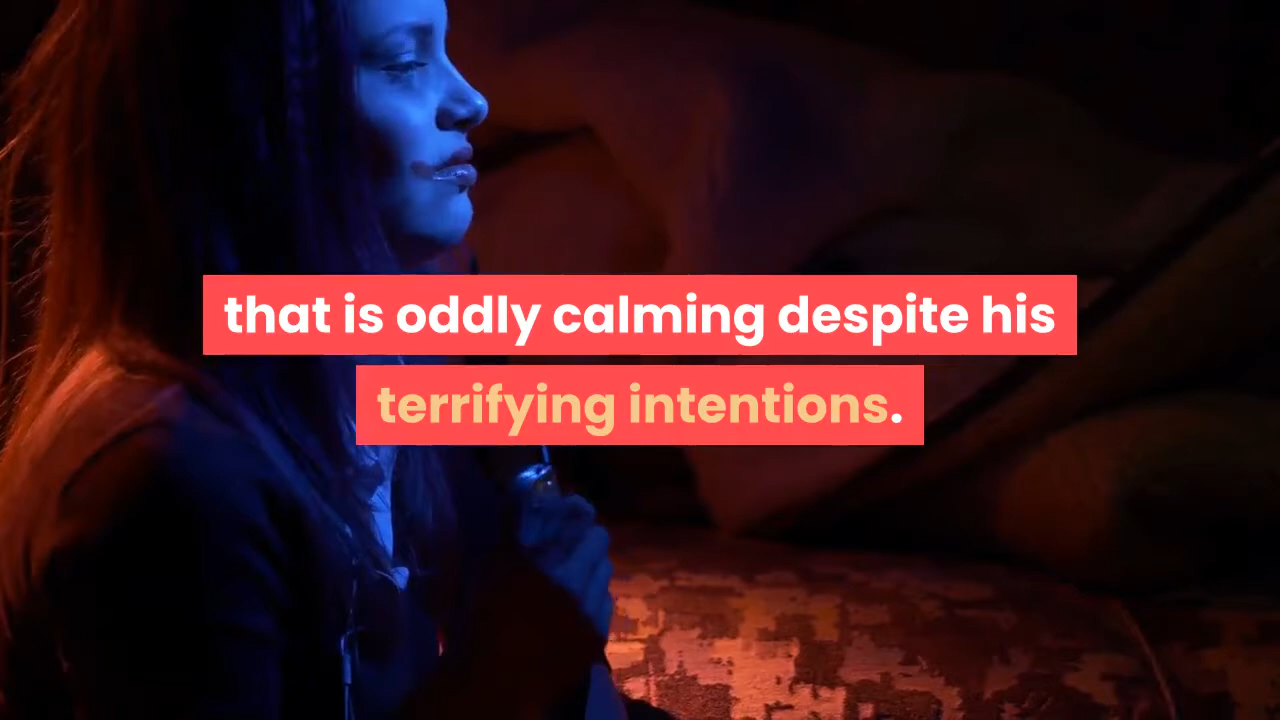 that is oddly calming despite his
terrifying intentions.